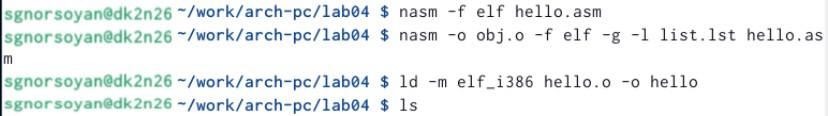 sgnorsoyan@dk2n26 ~/work/arch-pc/lab04 $ nasm -f elf hello.asm
sgnorsoyan@dk2n26 ~/work/arch-pc/lab04 $ nasm -o obj.o -f elf -g -l list.lst hello.as
m
sgnorsoyan@dk2n26 ~/work/arch-pc/lab04 $ ld -m elf_i386 hello.o -o hello
sgnorsoyan@dk2n26 ~/work/arch-pc/lab04 $ ls